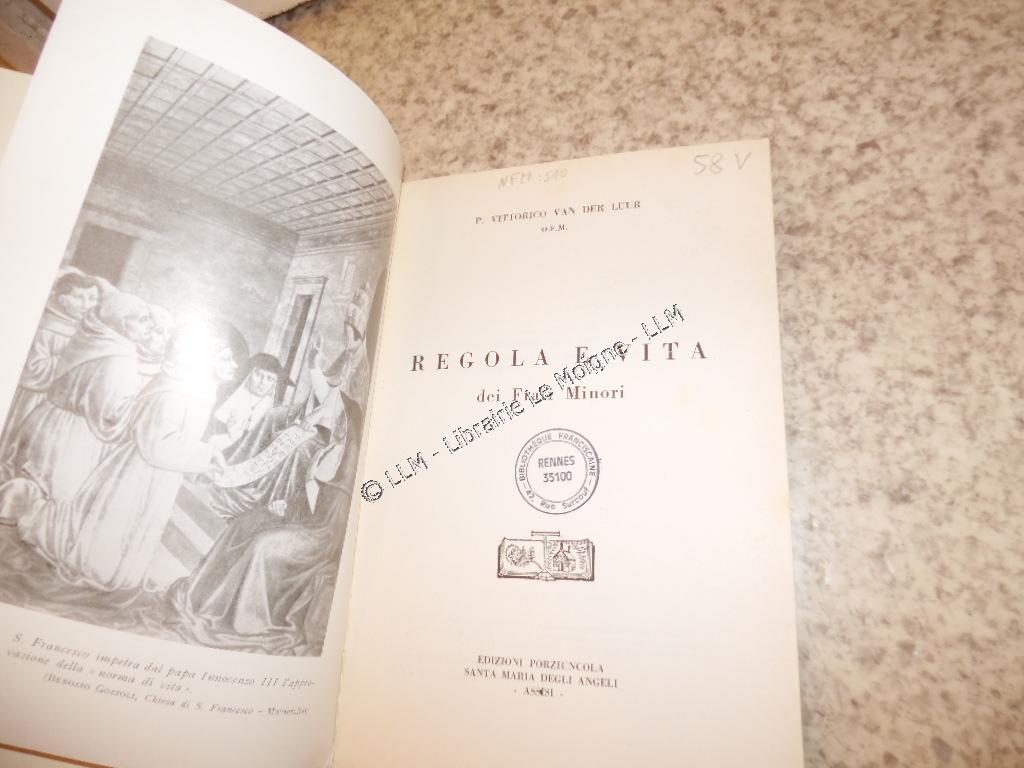 S. Francesco impetra dal papa Innocenzo III l'appro-
vazione della « norma di vita ».
(BENOZZO GOZZOLI, Chiesa di S. Francesco -
NFM: 510
58 V
P. VITTORICO VAN DER LUUR
O.F.M.
REGOLA E VITA
dei Frati Minori
© LLM - Librairie Le Moigne - LLM
BIBLIOTHÈQUE FRANCISCAINE
RENNES
35100
42, Rue Surcouf
EDIZIONI PORZIUNCOLA
SANTA MARIA DEGLI ANGELI
- ASSISI -